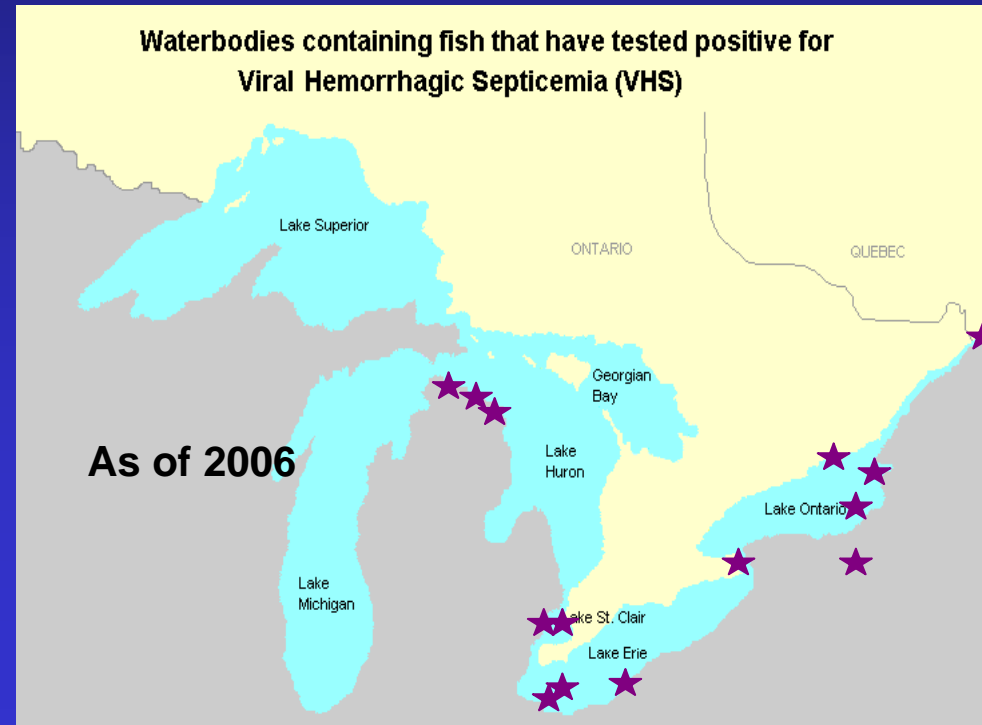 Waterbodies containing fish that have tested positive for
Viral Hemorrhagic Septicemia (VHS)
Lake Superior
ONTARIO
QUEBEC
Georgian
Bay
As of 2006
Lake
Huron
Lake Ontario
Lake
Michigan
ake St. Clair
Lake Erie